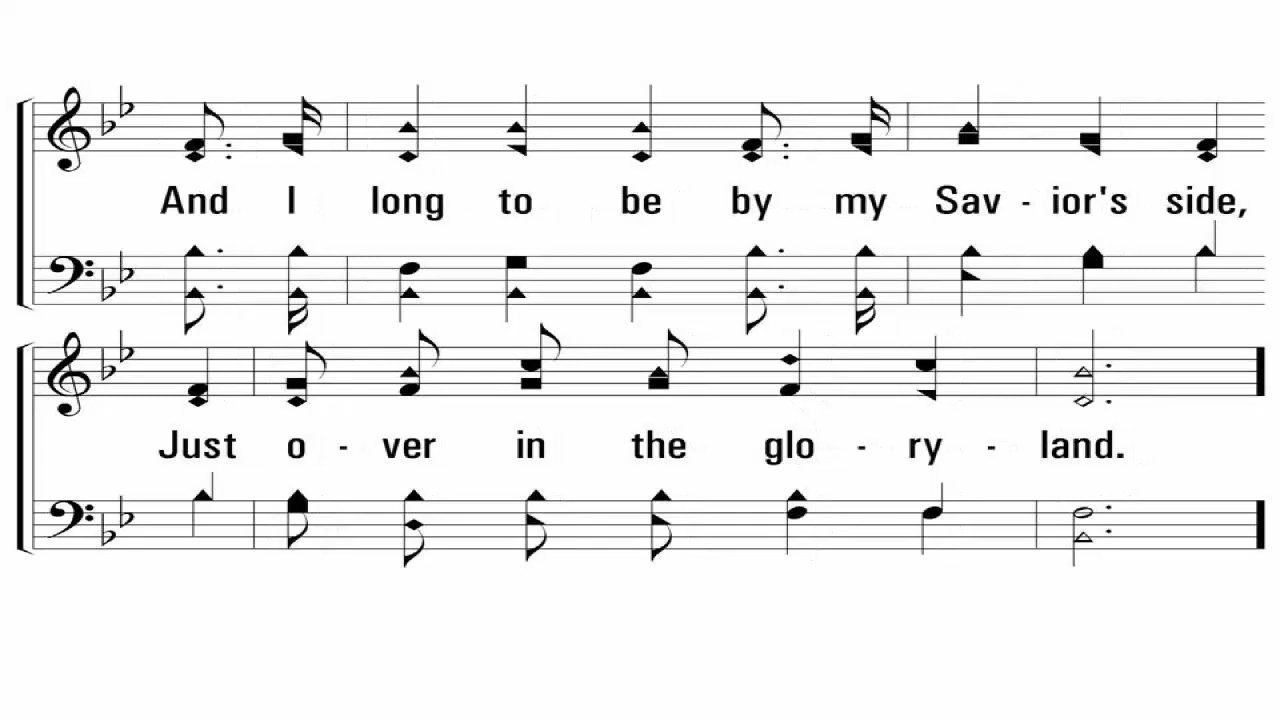 And I long to be by my Sav - ior's side,
Just o - ver in the glo - ry - land.